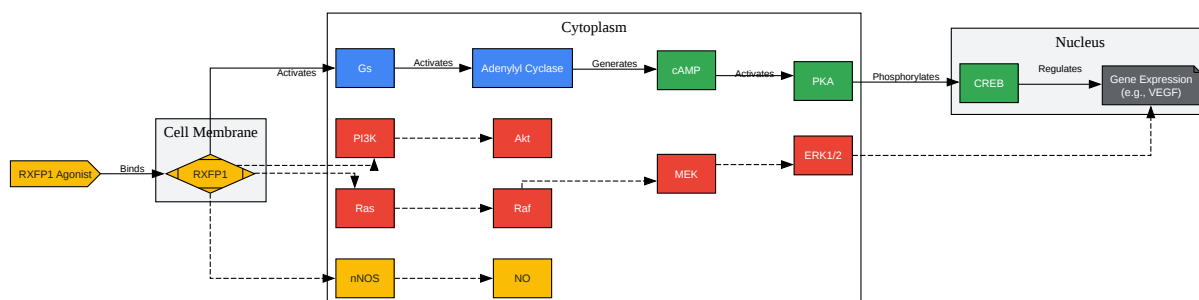 Cytoplasm
Nucleus
Cell Membrane
RXFP1 Agonist
Binds
RXFP1
Activates
Gs
Activates
Adenylyl Cyclase
Generates
cAMP
Activates
PKA
Phosphorylates
CREB
Regulates
Gene Expression
(e.g., VEGF)
PI3K
Akt
Ras
Raf
MEK
ERK1/2
nNOS
NO